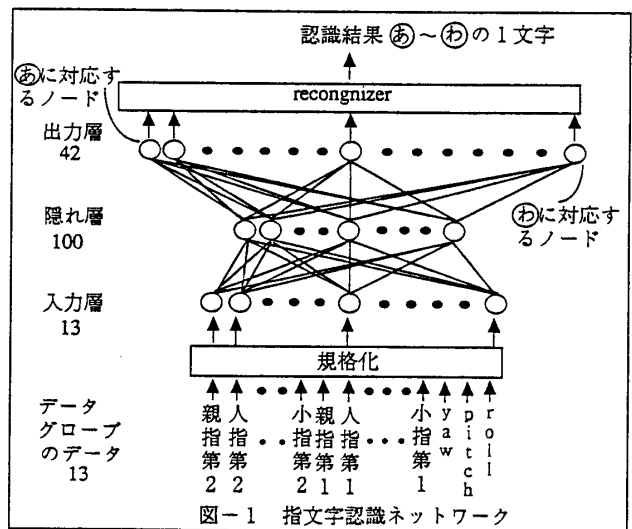 認識結果 あ～わの1文字
あに対応す
るノード
recongnizer
出力層
42
わに対応す
るノード
隠れ層
100
入力層
13
規格化
データ
グローブ
のデータ
13
親指第2
人指第2
小指第2
親指第1
人指第1
小指第1
yaw
pitch
roll
図－1 指文字認識ネットワーク